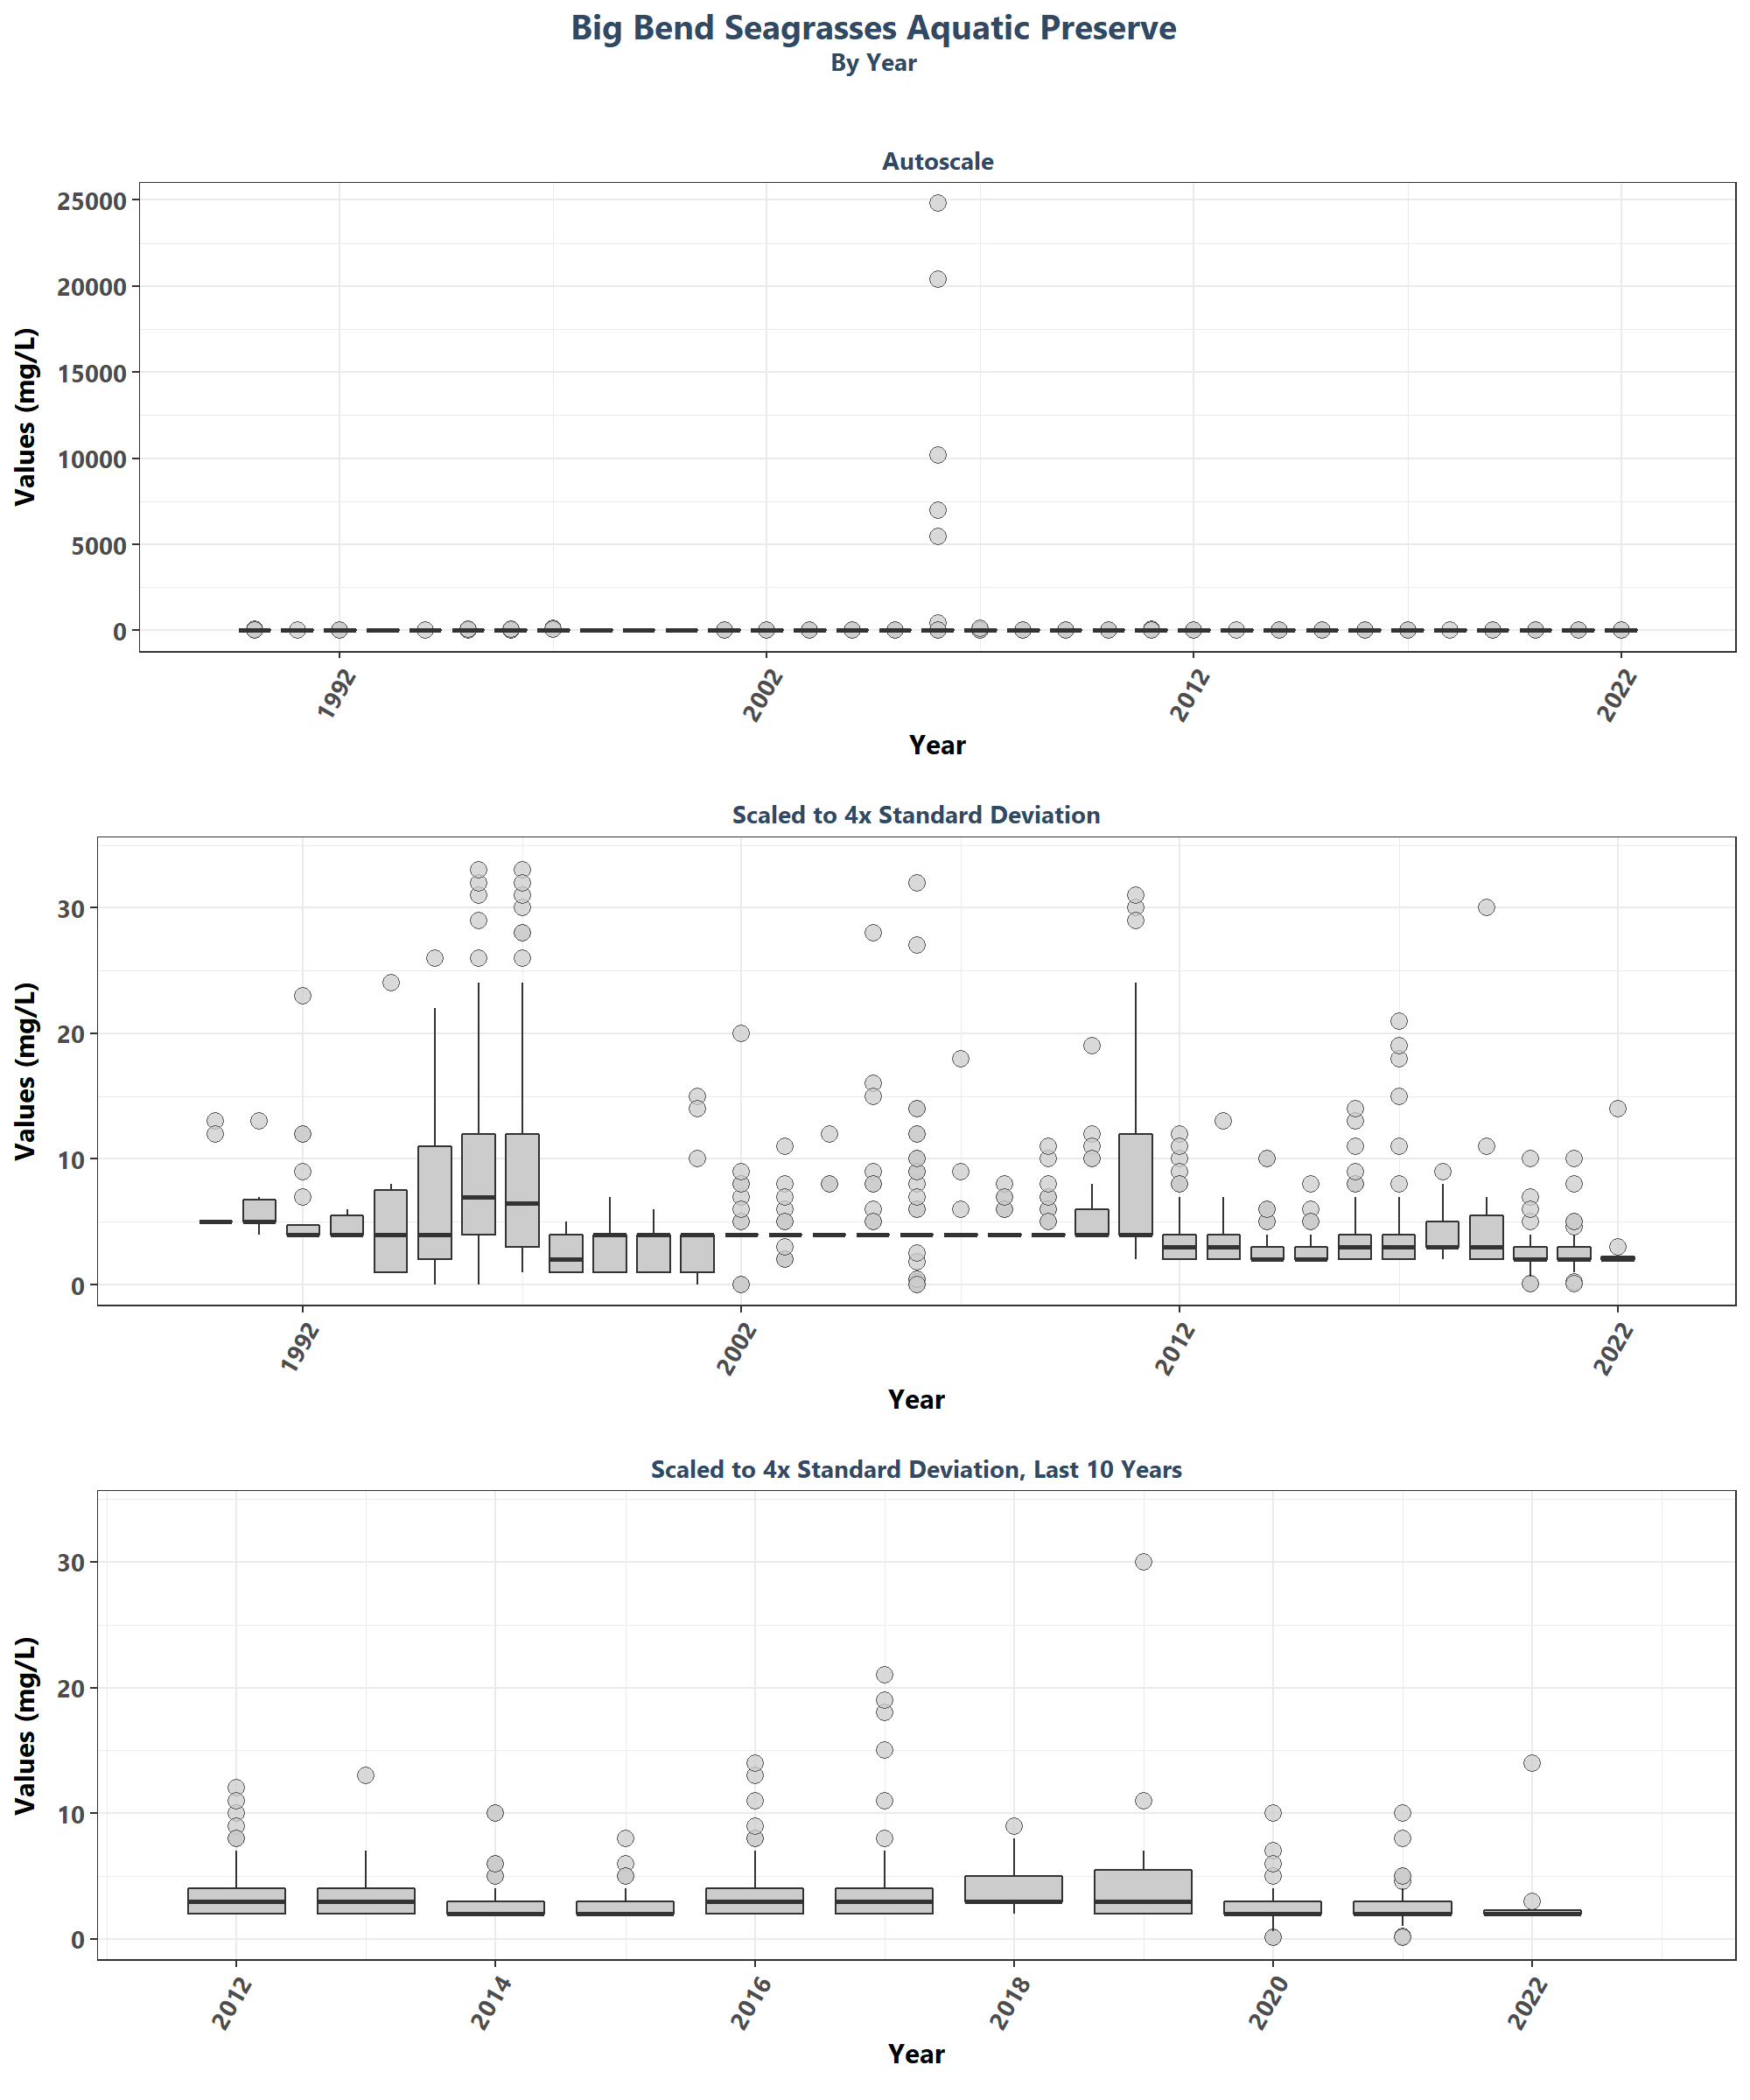 Big Bend Seagrasses Aquatic Preserve
By Year
Autoscale
Values (mg/L)
25000
20000
15000
10000
5000
0
1992
2002
2012
2022
Year
Scaled to 4x Standard Deviation
Values (mg/L)
30
20
10
0
1992
2002
2012
2022
Year
Scaled to 4x Standard Deviation, Last 10 Years
Values (mg/L)
30
20
10
0
2012
2014
2016
2018
2020
2022
Year